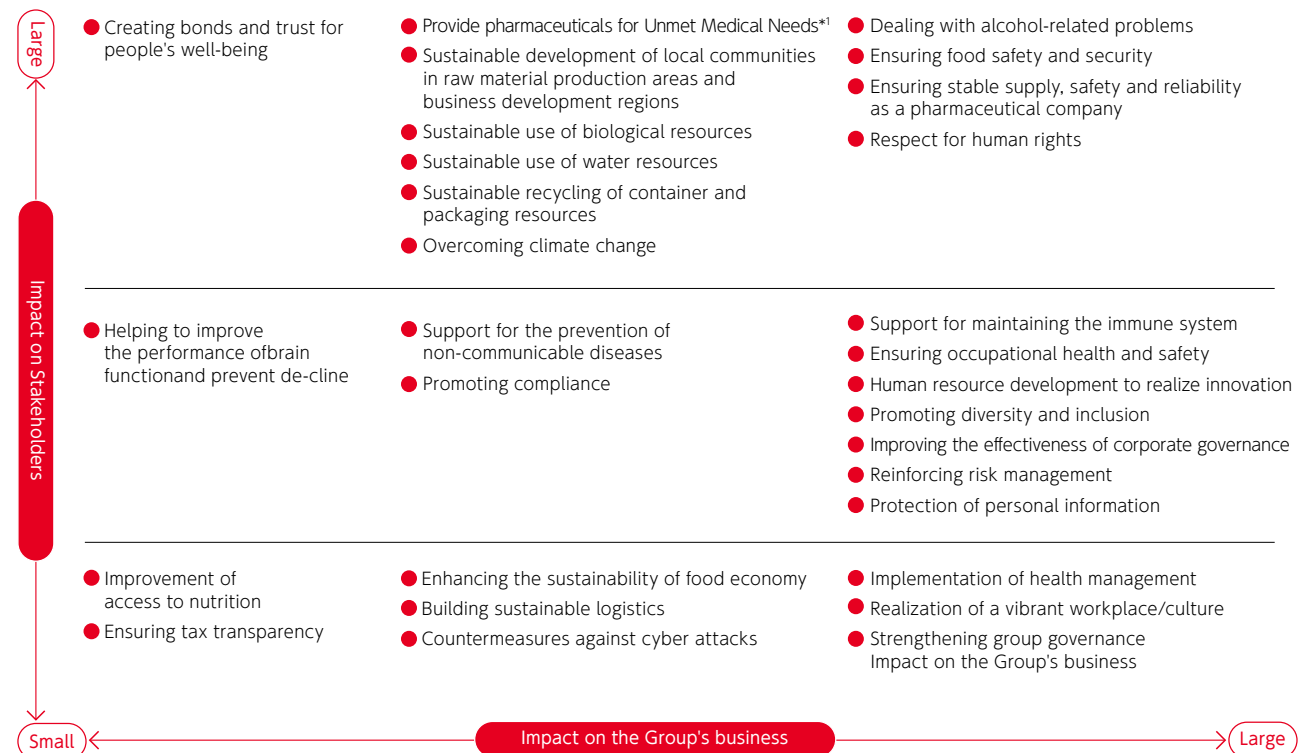 Large
Creating bonds and trust for
people's well-being
Provide pharmaceuticals for Unmet Medical Needs*1
Sustainable development of local communities
in raw material production areas and
business development regions
Sustainable use of biological resources
Sustainable use of water resources
Sustainable recycling of container and
packaging resources
Overcoming climate change
Dealing with alcohol-related problems
Ensuring food safety and security
Ensuring stable supply, safety and reliability
as a pharmaceutical company
Respect for human rights
Impact on Stakeholders
Helping to improve
the performance ofbrain
functionand prevent de-cline
Support for the prevention of
non-communicable diseases
Promoting compliance
Support for maintaining the immune system
Ensuring occupational health and safety
Human resource development to realize innovation
Promoting diversity and inclusion
Improving the effectiveness of corporate governance
Reinforcing risk management
Protection of personal information
Improvement of
access to nutrition
Ensuring tax transparency
Enhancing the sustainability of food economy
Building sustainable logistics
Countermeasures against cyber attacks
Implementation of health management
Realization of a vibrant workplace/culture
Strengthening group governance
Impact on the Group's business
Small
Impact on the Group's business
Large